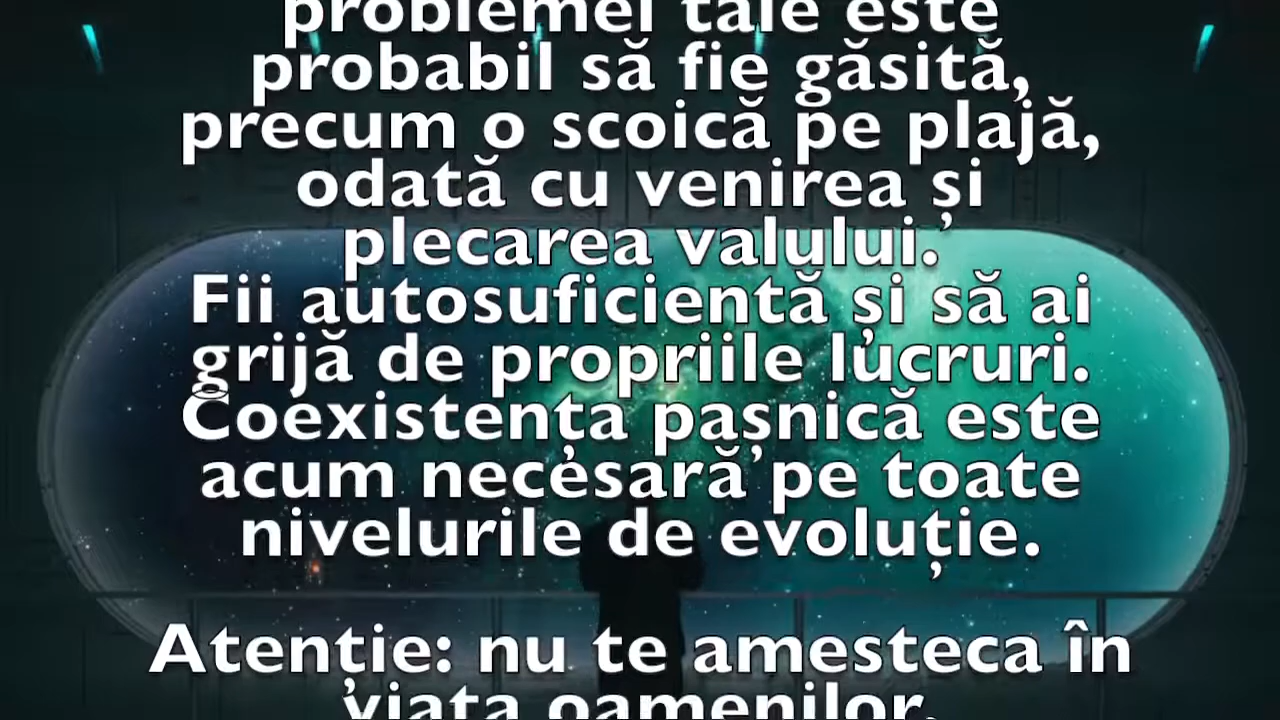 problemei tale este
probabil să fie găsită,
precum o scoică pe plajă,
odată cu venirea și
plecarea valului.
Fii autosuficientă și să ai
grijă de propriile lucruri.
Coexistența pașnică este
acum necesară pe toate
nivelurile de evoluție.
Atenție: nu te amesteca în
viața oamenilor.